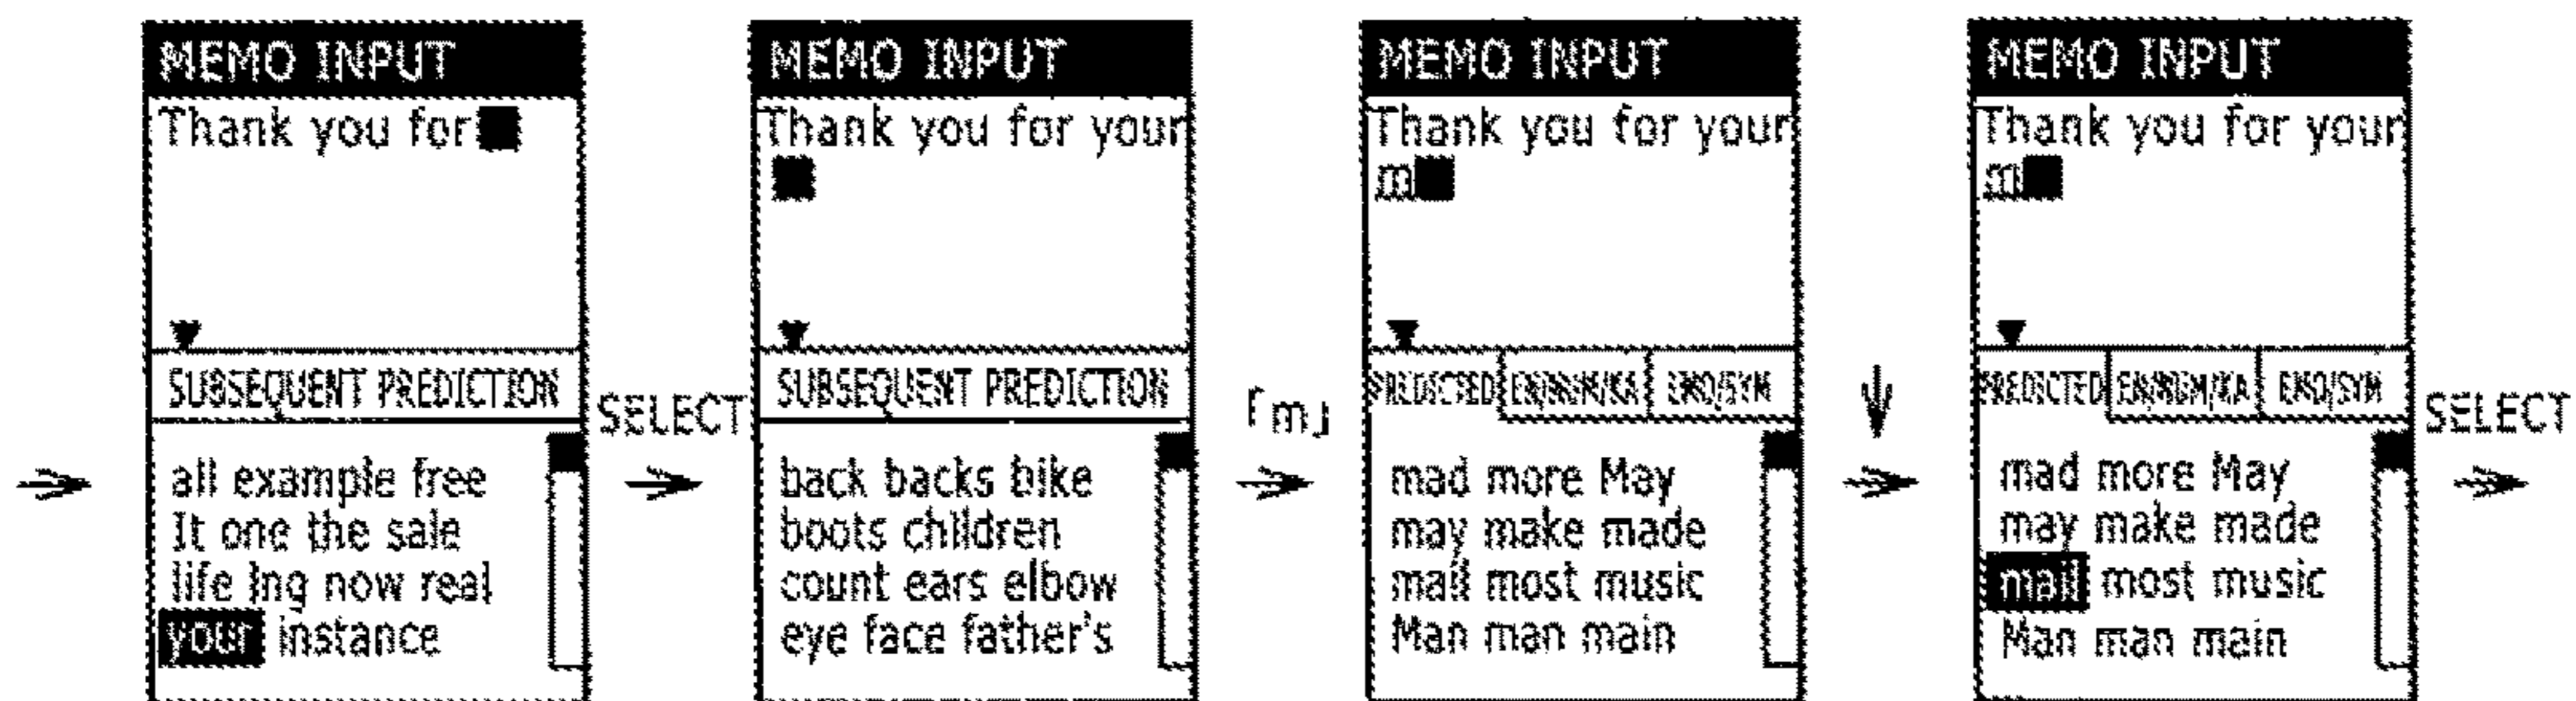 MEMO INPUT
Thank you for
SUBSEQUENT PREDICTION
all example free
It one the sale
life Ing now real
your instance
SELECT
MEMO INPUT
Thank you for your
SUBSEQUENT PREDICTION
back backs bike
boots children
count ears elbow
eye face father's
「m」
MEMO INPUT
Thank you for your
m
PREDICTED
mad more May
may make made
mail most music
Man man main
MEMO INPUT
Thank you for your
m
PREDICTED
mad more May
may make made
mail most music
Man man main
SELECT